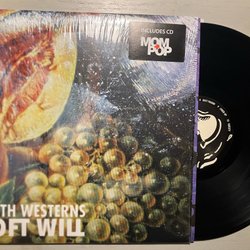 INCLUDES CD
MOM
POP
TH WESTERNS
OFT WILL